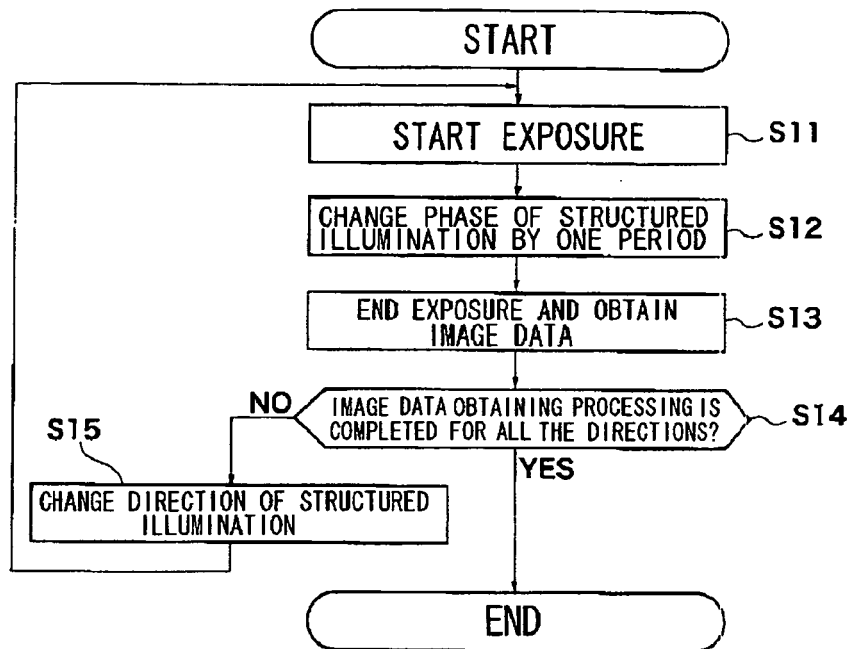 START
START EXPOSURE
S11
CHANGE PHASE OF STRUCTURED
ILLUMINATION BY ONE PERIOD
S12
END EXPOSURE AND OBTAIN
IMAGE DATA
S13
IMAGE DATA OBTAINING PROCESSING IS
COMPLETED FOR ALL THE DIRECTIONS?
S14
NO
YES
S15
CHANGE DIRECTION OF STRUCTURED
ILLUMINATION
END